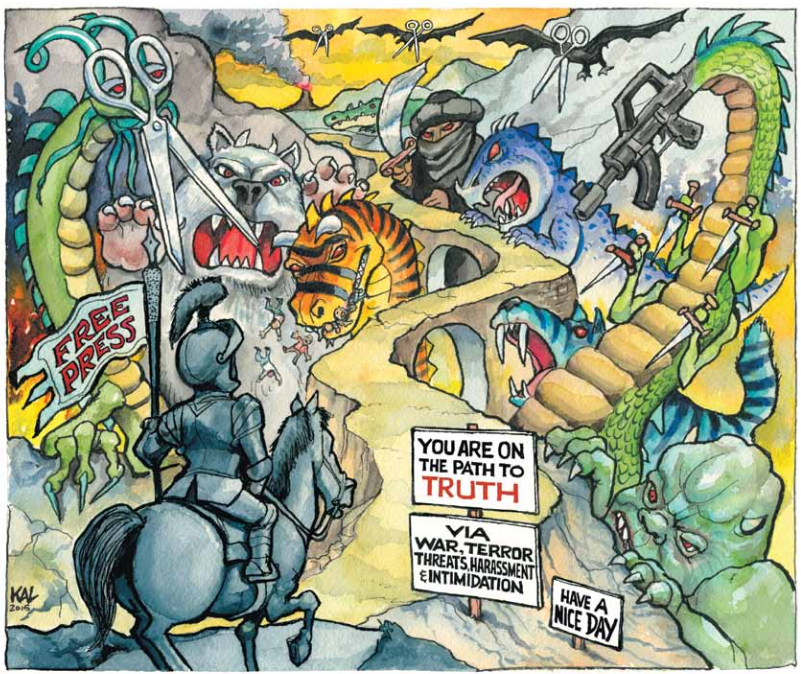 FREE
PRESS
YOU ARE ON
THE PATH TO
TRUTH
VIA
WAR, TERROR
THREATS, HARASSMENT
& INTIMIDATION
HAVE A
NICE DAY
KAL
2015